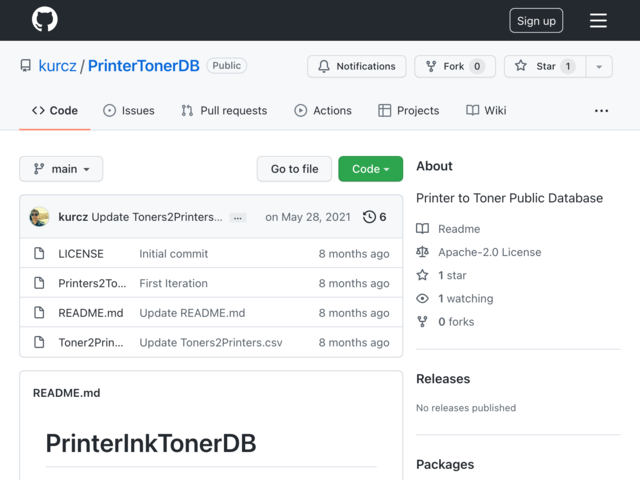 Sign up
kurcz / PrinterTonerDB Public
Notifications Fork 0 Star 1
Code Issues Pull requests Actions Projects Wiki ...
main Go to file Code
kurcz Update Toners2Printers... ... on May 28, 2021 6
LICENSE Initial commit 8 months ago
Printers2To... First Iteration 8 months ago
README.md Update README.md 8 months ago
Toner2Prin... Update Toners2Printers.csv 8 months ago
README.md
PrinterInkTonerDB
About
Printer to Toner Public Database
Readme
Apache-2.0 License
1 star
1 watching
0 forks
Releases
No releases published
Packages